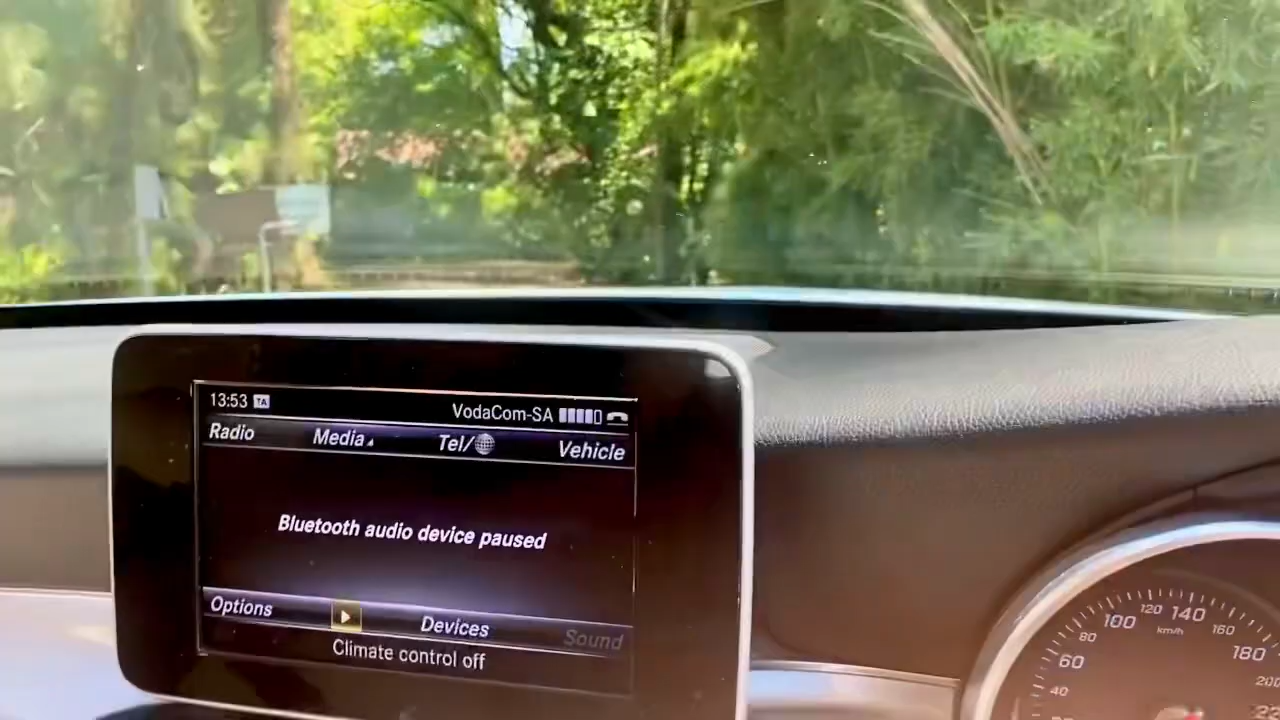 13:53 TA
VodaCom-SA
Radio Media Tel/ Vehicle
Bluetooth audio device paused
Options Devices Sound
Climate control off
40
60
80
100
120
140
160
180
200
km/h